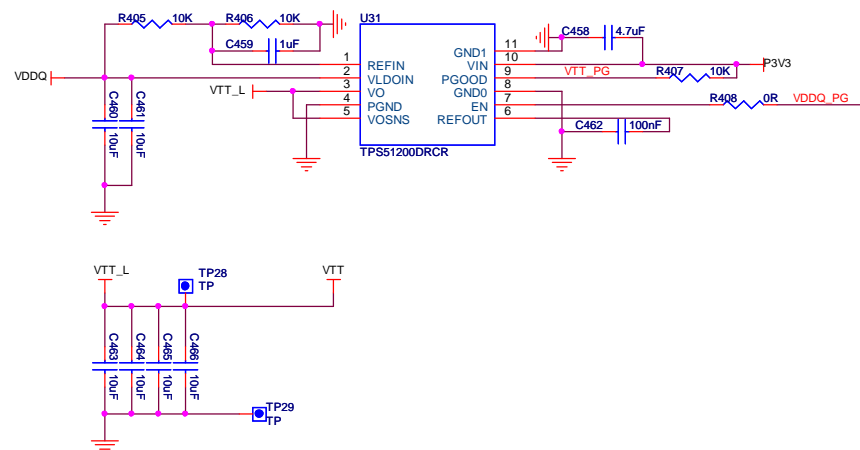 R405 10K R406 10K
C459 1uF
VDDQ
C460 10uF
C461 10uF
VTT_L
U31
1 REFIN
2 VLDOIN
3 VO
4 PGND
5 VOSNS
GND1 11
VIN 10
PGOOD 9
GND0 8
EN 7
REFOUT 6
TPS51200DRCR
C458 4.7uF
P3V3
VTT_PG
R407 10K
R408 0R VDDQ_PG
C462 100nF
VTT_L
TP28
TP
VTT
C463 10uF
C464 10uF
C465 10uF
C466 10uF
TP29
TP